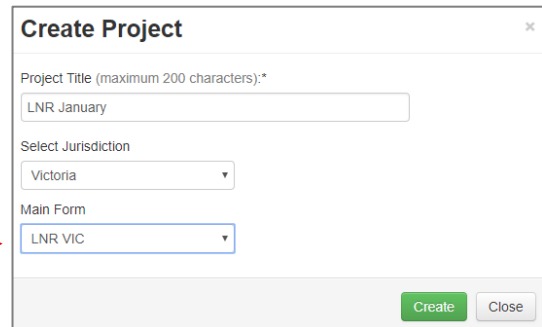 Create Project ×
Project Title (maximum 200 characters):*
LNR January
Select Jurisdiction
Victoria
Main Form
LNR VIC
Create Close